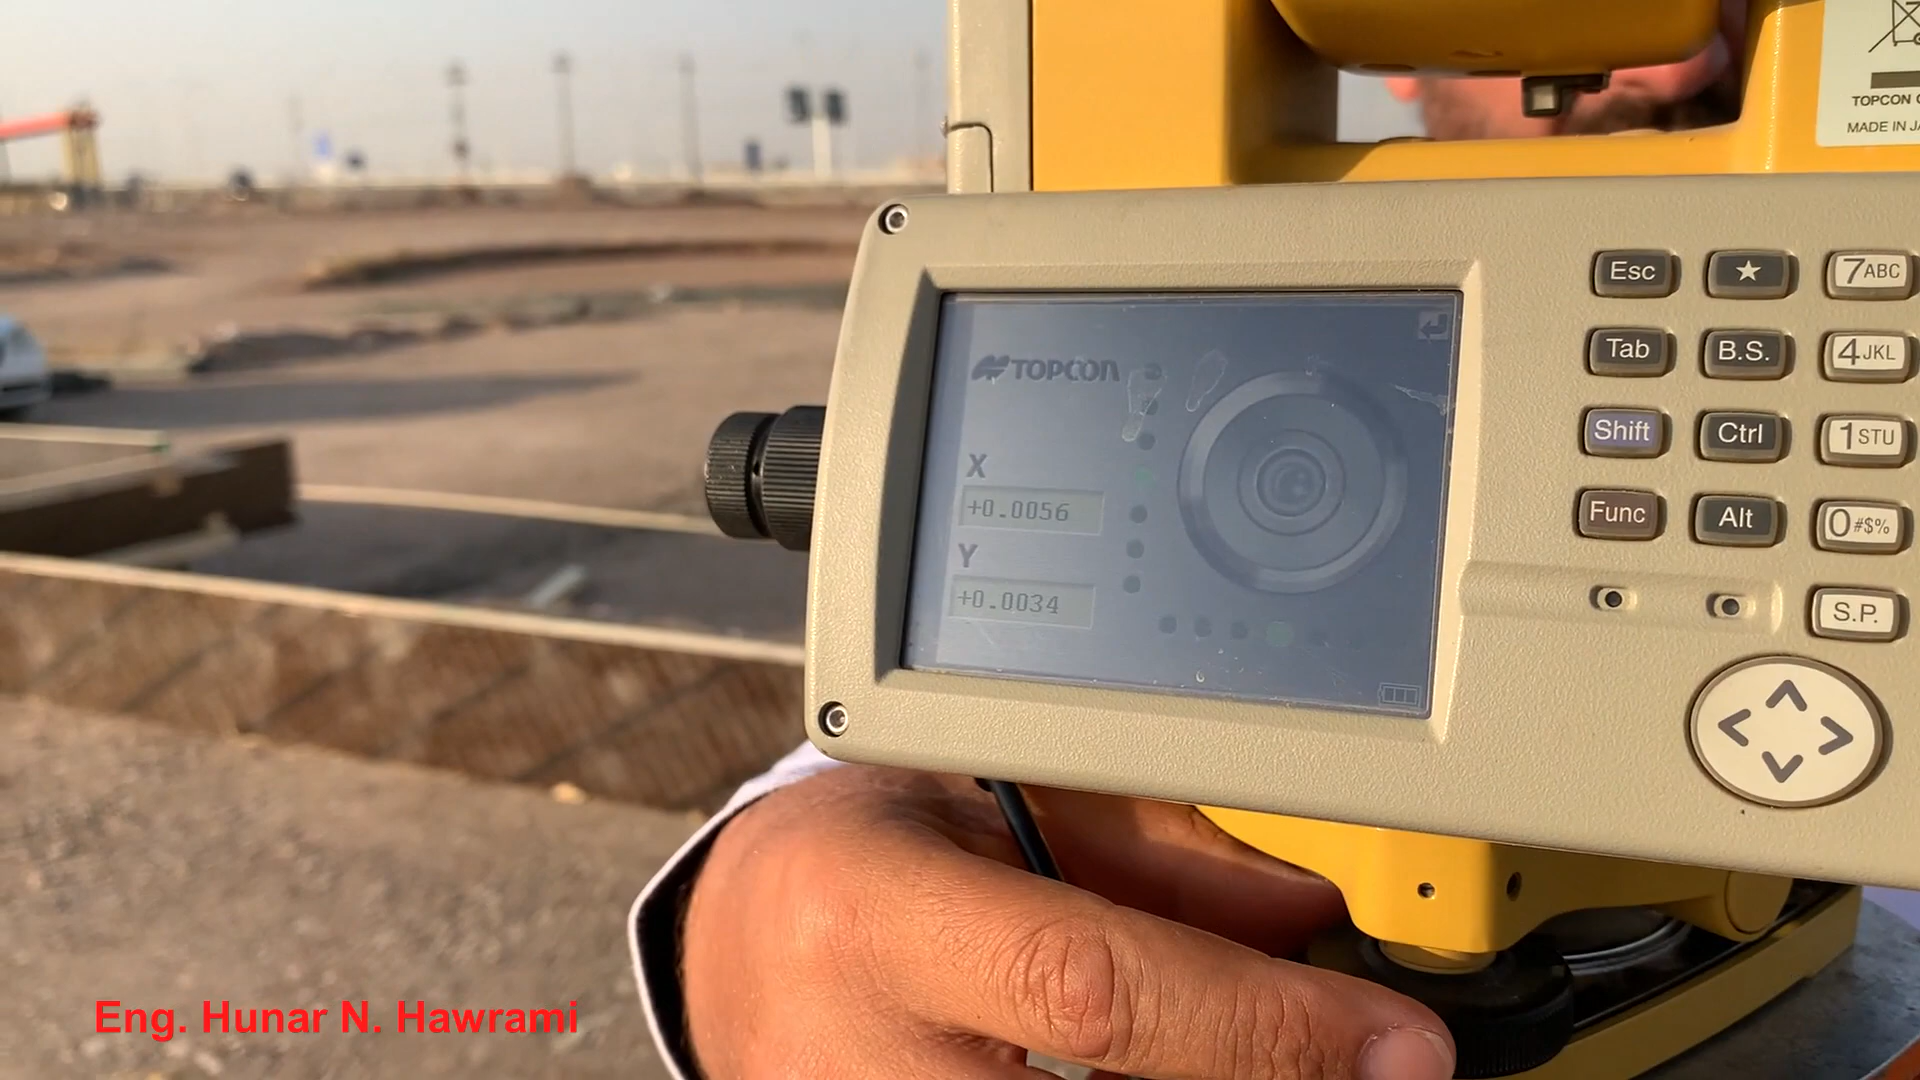 TOPCON
MADE IN JA
TOPCON
X
+0.0056
Y
+0.0034
Esc
★
7ABC
Tab
B.S.
4JKL
Shift
Ctrl
1STU
Func
Alt
0#$%
S.P.
Eng. Hunar N. Hawrami